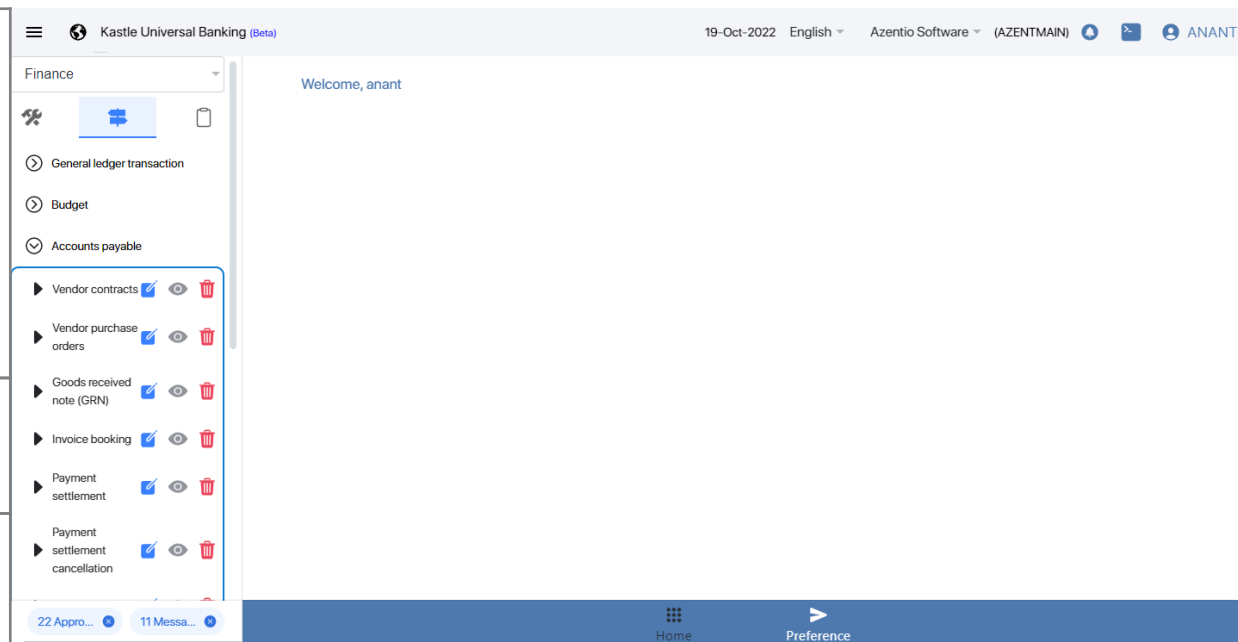 Kastle Universal Banking (Beta)
19-Oct-2022 English Azentio Software (AZENTMAIN) ANANT
Finance
Welcome, anant
General ledger transaction
Budget
Accounts payable
Vendor contracts
Vendor purchase
orders
Goods received
note (GRN)
Invoice booking
Payment
settlement
Payment
settlement
cancellation
22 Appro... 11 Messa...
Home Preference